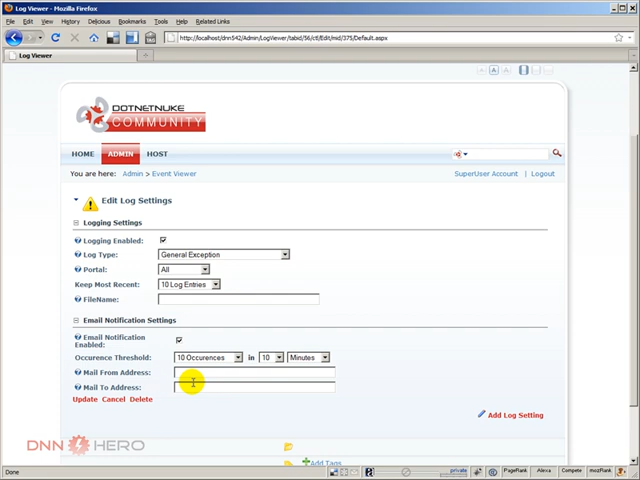 Log Viewer - Mozilla Firefox
File Edit View History Delicious Bookmarks Tools Help Related Links
http://localhost/dnn542/Admin/LogViewer/tabid/56/ctl/Edit/mid/375/Default.aspx
Log Viewer
DOTNETNUKE
COMMUNITY
HOME ADMIN HOST
You are here: Admin > Event Viewer SuperUser Account | Logout
Edit Log Settings
Logging Settings
Logging Enabled:
Log Type: General Exception
Portal: All
Keep Most Recent: 10 Log Entries
FileName:
Email Notification Settings
Email Notification
Enabled:
Occurence Threshold: 10 Occurences in 10 Minutes
Mail From Address:
Mail To Address:
Update Cancel Delete
Add Log Setting
DNN HERO
Add Tags
Done private PageRank Alexa Compete mozRank